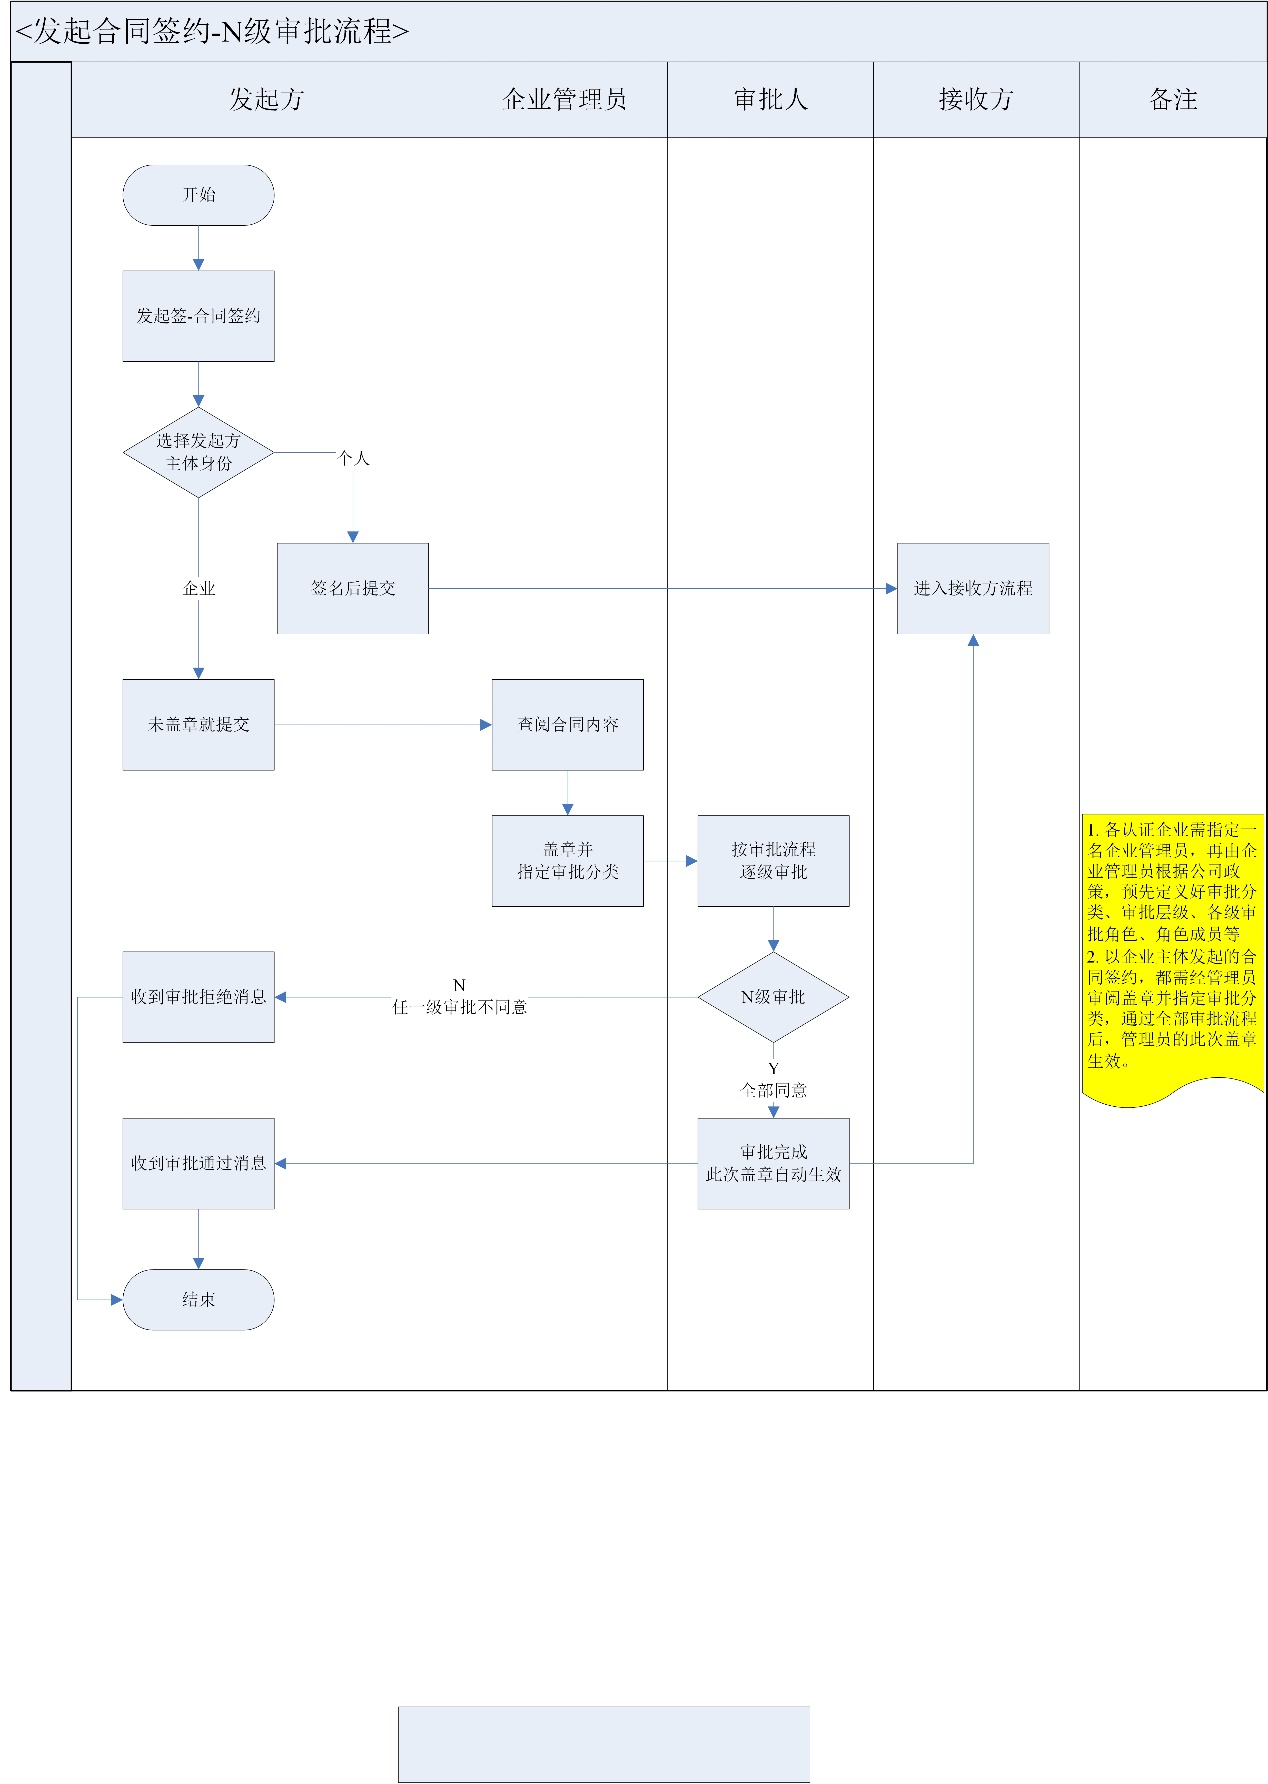 <发起合同签约-N级审批流程>
发起方
企业管理员
审批人
接收方
备注
开始
发起签-合同签约
选择发起方
主体身份
个人
企业
签名后提交
进入接收方流程
未盖章就提交
查阅合同内容
盖章并
指定审批分类
按审批流程
逐级审批
1. 各认证企业需指定一
名企业管理员，再由企
业管理员根据公司政
策，预先定义好审批分
类、审批层级、各级审
批角色、角色成员等
2. 以企业主体发起的合
同签约，都需经管理员
审阅盖章并指定审批分
类，通过全部审批流程
后，管理员的此次盖章
生效。
收到审批拒绝消息
N
任一级审批不同意
N级审批
Y
全部同意
收到审批通过消息
审批完成
此次盖章自动生效
结束